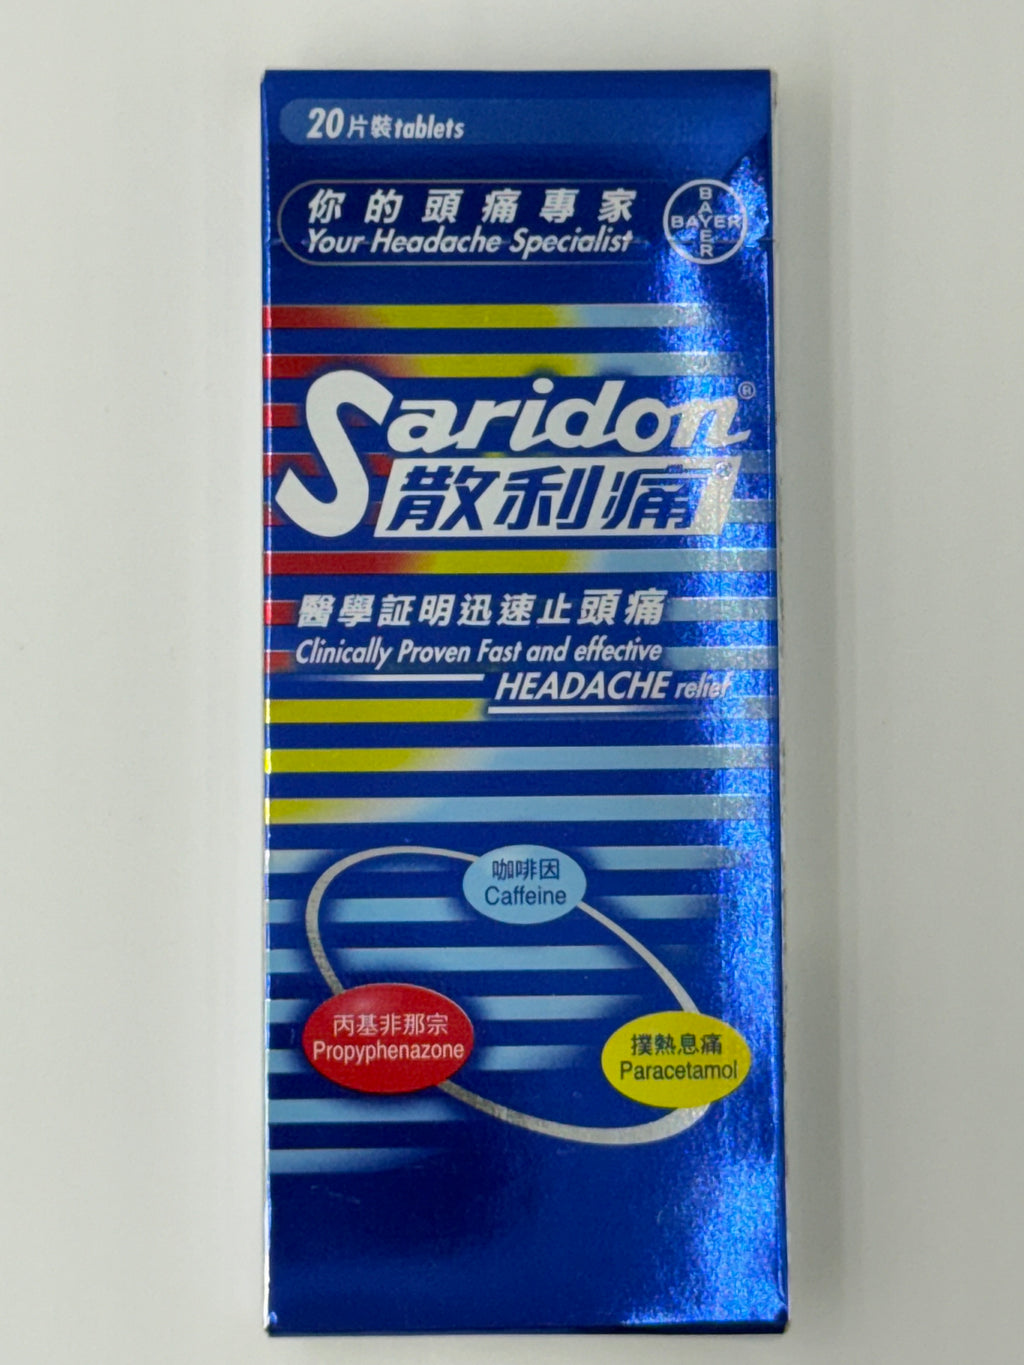 20片裝tablets
你的頭痛專家
Your Headache Specialist
BAYER
BAYER
Saridon®
散利痛®
醫學証明迅速止頭痛
Clinically Proven Fast and effective
HEADACHE relief
咖啡因
Caffeine
丙基非那宗
Propyphenazone
撲熱息痛
Paracetamol